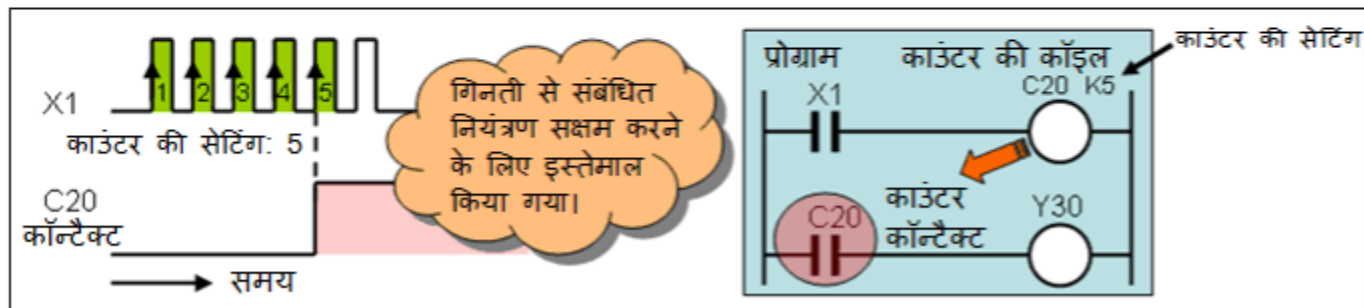 X1
1 2 3 4 5
काउंटर की सेटिंग: 5
C20
कॉन्टैक्ट
समय
गिनती से संबंधित
नियंत्रण सक्षम करने
के लिए इस्तेमाल
किया गया।
प्रोग्राम
काउंटर की कॉइल
काउंटर की सेटिंग
X1
C20 K5
C20
काउंटर
कॉन्टैक्ट
Y30